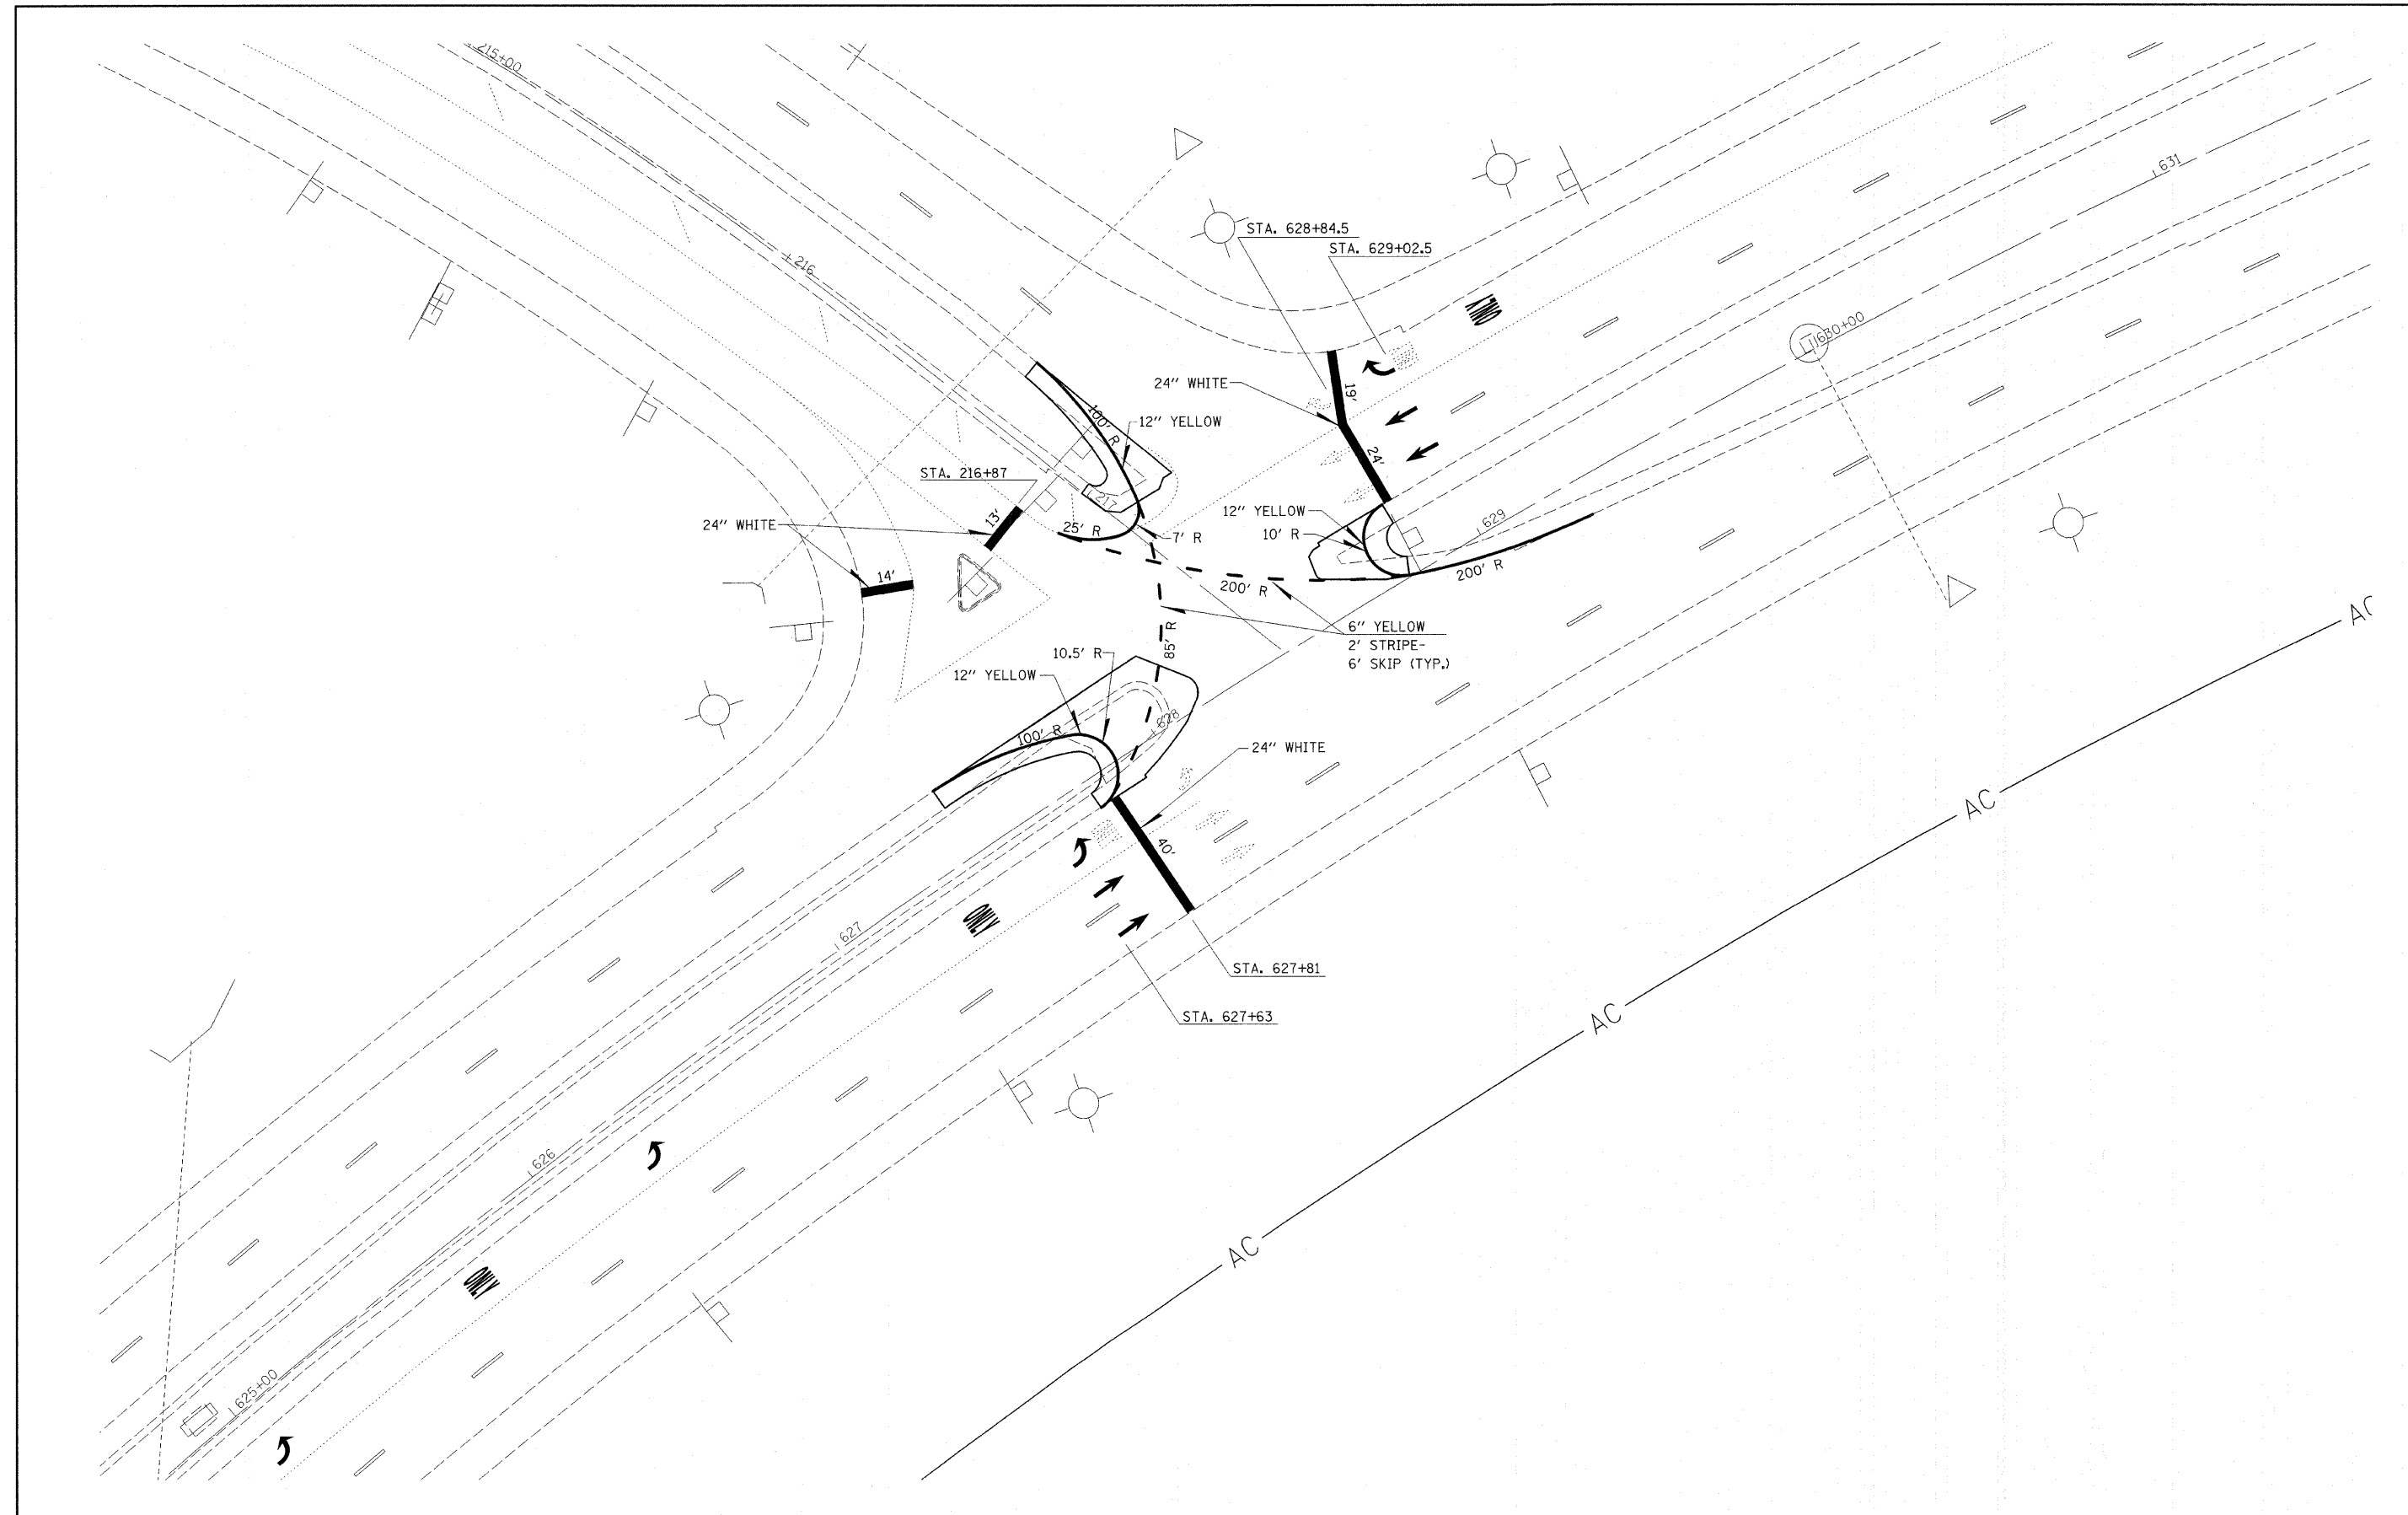 215+00
216
631
STA. 628+84.5
STA. 629+02.5
ONLY
630+00
24" WHITE
19'
100' R
12" YELLOW
24'
STA. 216+87
217
12" YELLOW
629
24" WHITE
13'
25' R
10' R
7' R
200' R
14'
200' R
AC
6" YELLOW
2' STRIPE-
6' SKIP (TYP.)
85' R
10.5' R
12" YELLOW
628
100' R
24" WHITE
AC
40'
ONLY
627
STA. 627+81
STA. 627+63
AC
626
AC
ONLY
625+00